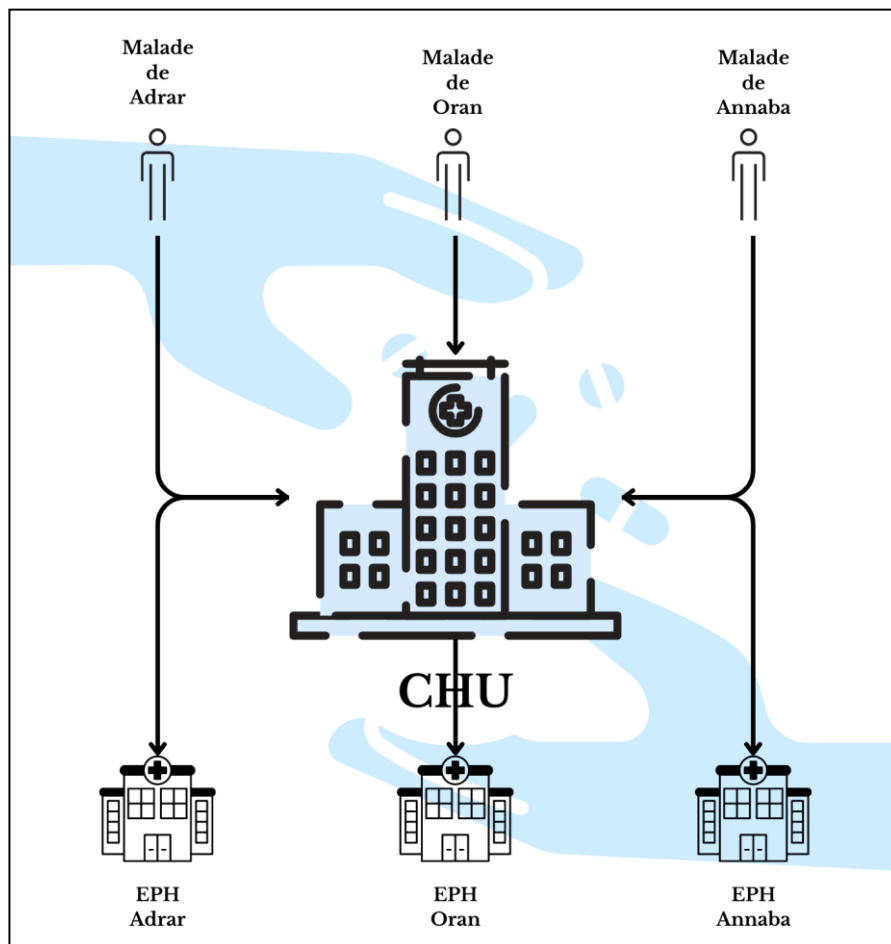 Malade
de
Adrar
Malade
de
Oran
Malade
de
Annaba
CHU
EPH
Adrar
EPH
Oran
EPH
Annaba